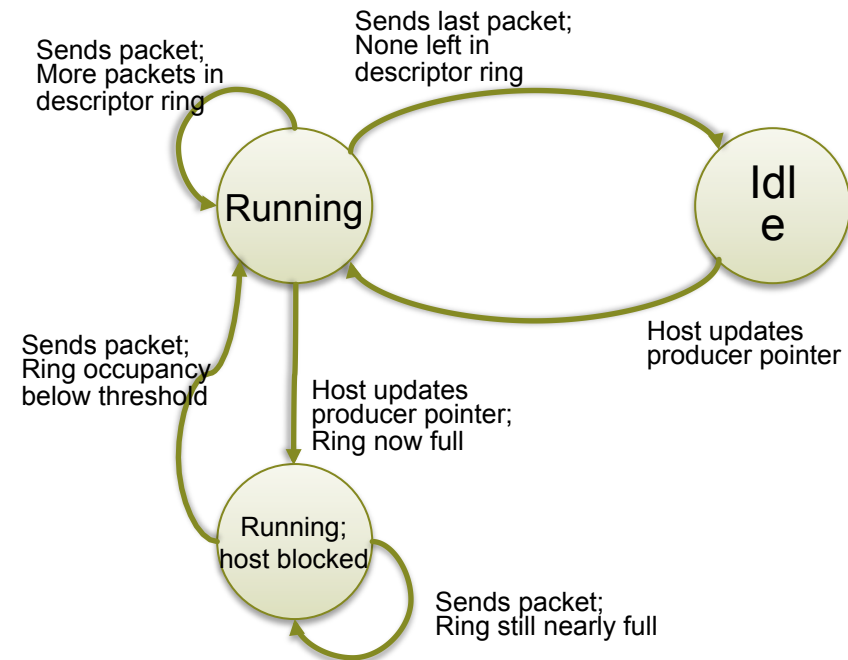 Sends packet;
More packets in
descriptor ring
Sends last packet;
None left in
descriptor ring
Running
Idl
e
Sends packet;
Ring occupancy
below threshold
Host updates
producer pointer
Host updates
producer pointer;
Ring now full
Running;
host blocked
Sends packet;
Ring still nearly full